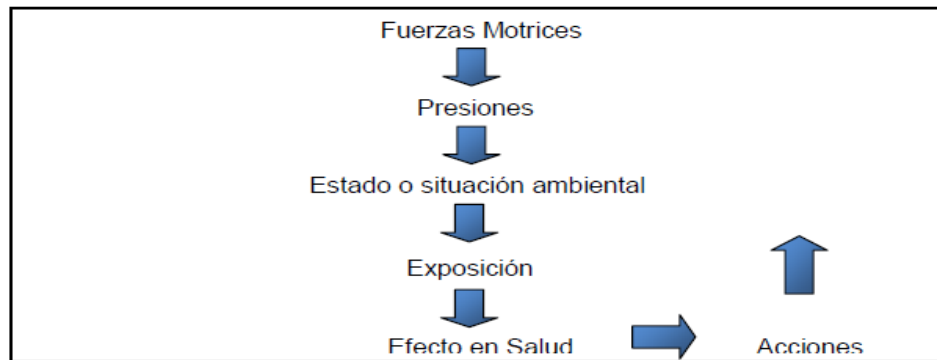 Fuerzas Motrices
Presiones
Estado o situación ambiental
Exposición
Efecto en Salud Acciones